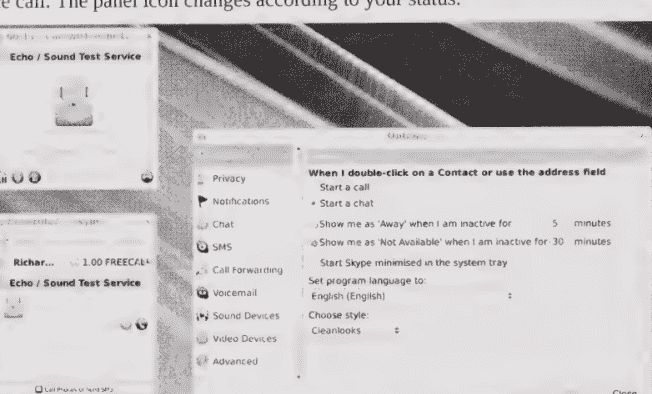 e call. The panel icon changes according to your status.
Echo / Sound Test Service
Richar... 1.00 FREECAL
Echo / Sound Test Service
Options
Privacy
Notifications
Chat
SMS
Call Forwarding
Voicemail
Sound Devices
Video Devices
Advanced
When I double-click on a Contact or use the address field
Start a call
Start a chat
Show me as 'Away' when I am inactive for 5 minutes
Show me as 'Not Available' when I am inactive for 30 minutes
Start Skype minimised in the system tray
Set program language to:
English (English)
Choose style:
Cleanlooks
Close